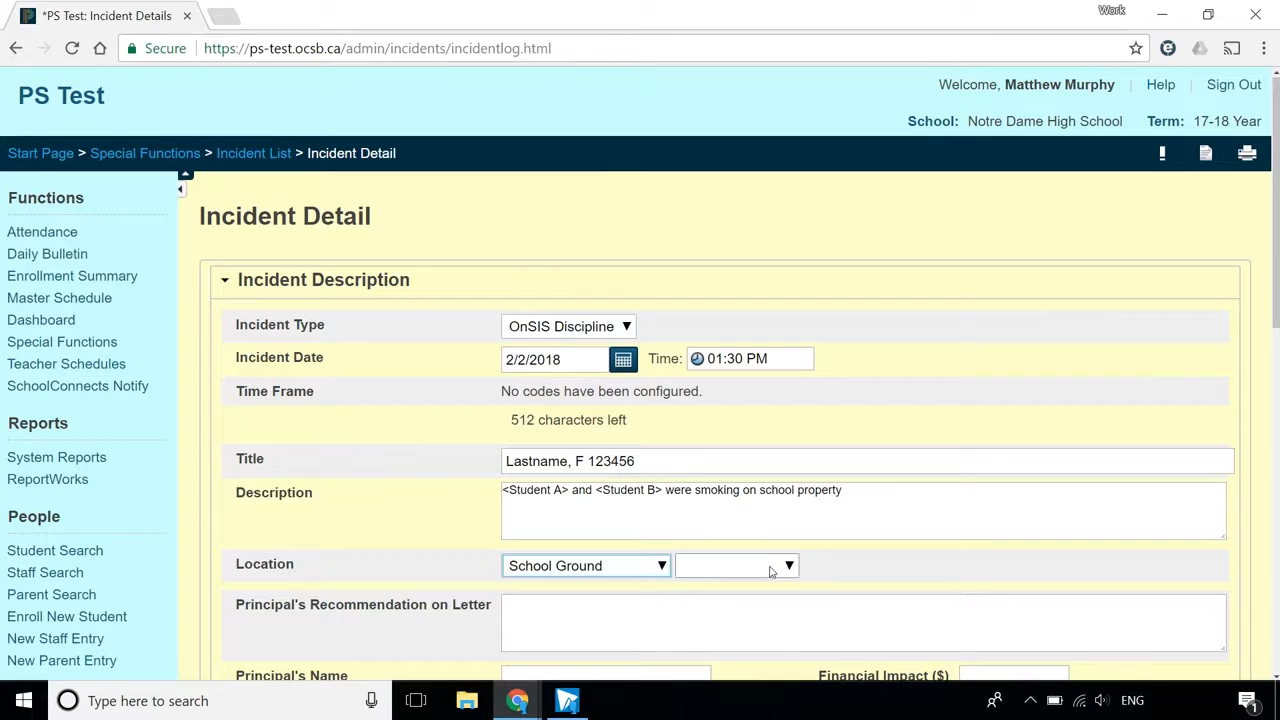 *PS Test: Incident Details
Work
Secure
https://ps-test.ocsb.ca/admin/incidents/incidentlog.html
PS Test
Welcome, Matthew Murphy
Help
Sign Out
School: Notre Dame High School
Term: 17-18 Year
Start Page > Special Functions > Incident List > Incident Detail
Functions
Attendance
Daily Bulletin
Enrollment Summary
Master Schedule
Dashboard
Special Functions
Teacher Schedules
SchoolConnects Notify
Reports
System Reports
ReportWorks
People
Student Search
Staff Search
Parent Search
Enroll New Student
New Staff Entry
New Parent Entry
Incident Detail
Incident Description
Incident Type
OnSIS Discipline
Incident Date
2/2/2018
Time:
01:30 PM
Time Frame
No codes have been configured.
512 characters left
Title
Lastname, F 123456
Description
<Student A> and <Student B> were smoking on school property
Location
School Ground
Principal's Recommendation on Letter
Principal's Name
Financial Impact ($)
Type here to search
ENG
1